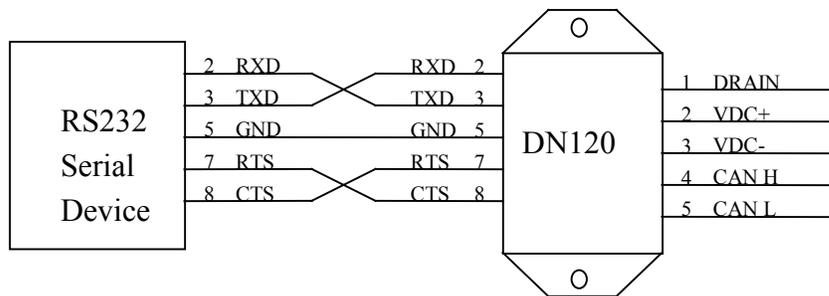 RS232
Serial
Device
2 RXD RXD 2
3 TXD TXD 3
5 GND GND 5
7 RTS RTS 7
8 CTS CTS 8
DN120
1 DRAIN
2 VDC+
3 VDC-
4 CAN H
5 CAN L